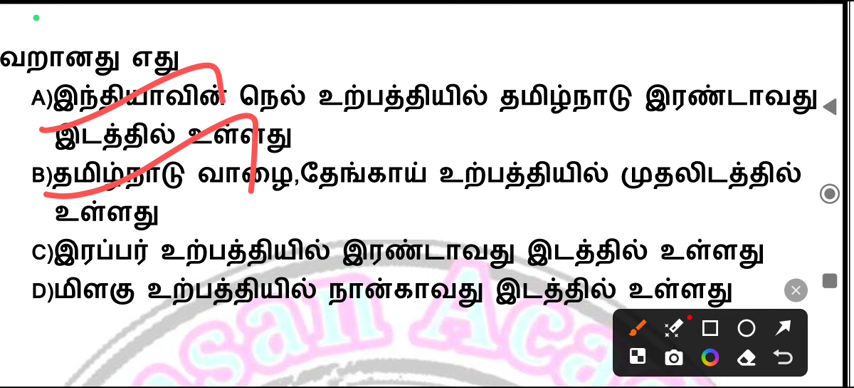 வறானது எது
A)இந்தியாவின் நெல் உற்பத்தியில் தமிழ்நாடு இரண்டாவது
இடத்தில் உள்ளது
B)தமிழ்நாடு வாழை,தேங்காய் உற்பத்தியில் முதலிடத்தில்
உள்ளது
C)இரப்பர் உற்பத்தியில் இரண்டாவது இடத்தில் உள்ளது
D)மிளகு உற்பத்தியில் நான்காவது இடத்தில் உள்ளது